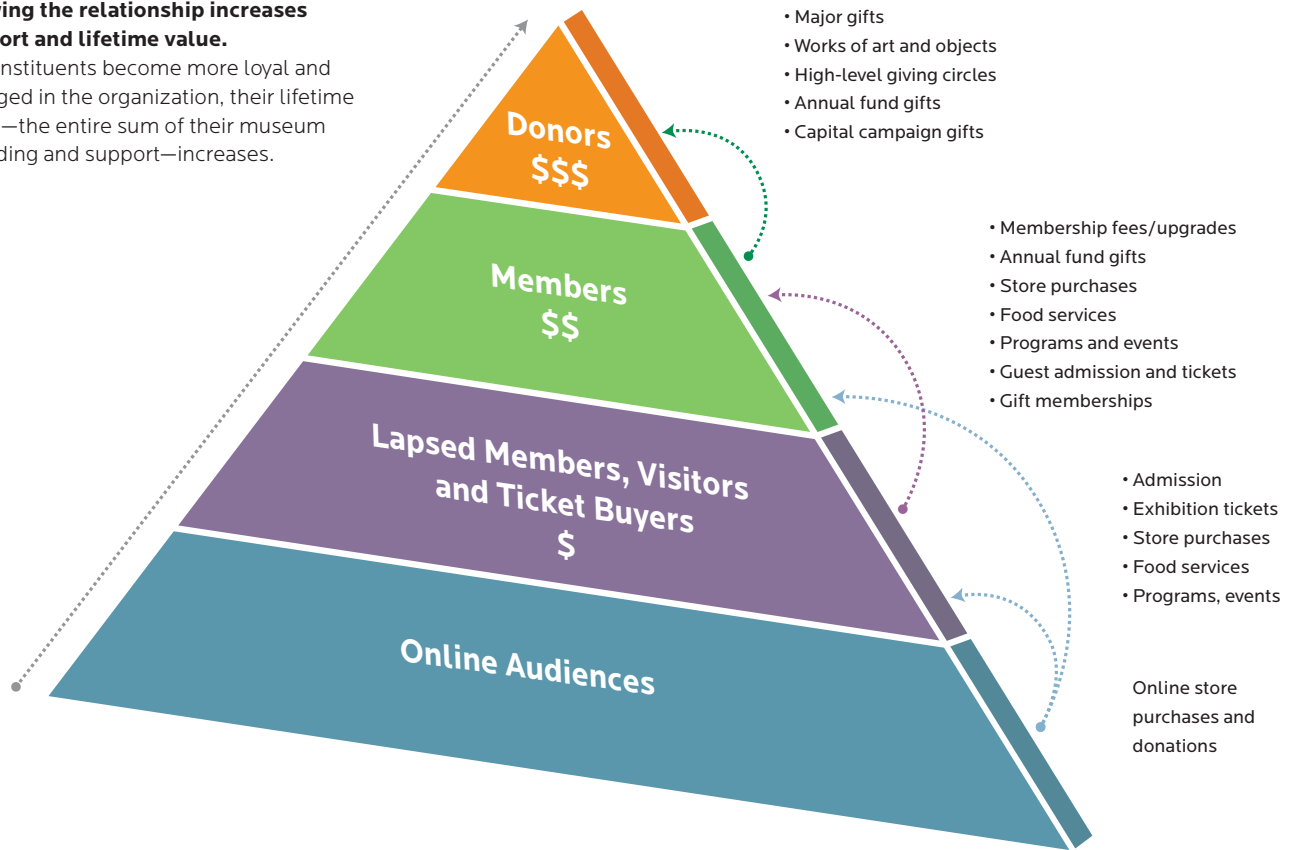 ing the relationship increases
ort and lifetime value.
nstituents become more loyal and
ged in the organization, their lifetime
—the entire sum of their museum
ding and support—increases.
• Major gifts
• Works of art and objects
• High-level giving circles
• Annual fund gifts
• Capital campaign gifts
Donors
$$$
• Membership fees/upgrades
• Annual fund gifts
• Store purchases
• Food services
• Programs and events
• Guest admission and tickets
• Gift memberships
Members
$$
Lapsed Members, Visitors
and Ticket Buyers
$
• Admission
• Exhibition tickets
• Store purchases
• Food services
• Programs, events
Online Audiences
Online store
purchases and
donations